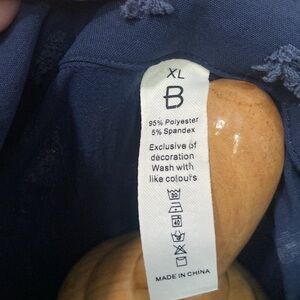 XL
B
95% Polyester
5% Spandex
Exclusive of
decoration
Wash with
like colours
MADE IN CHINA